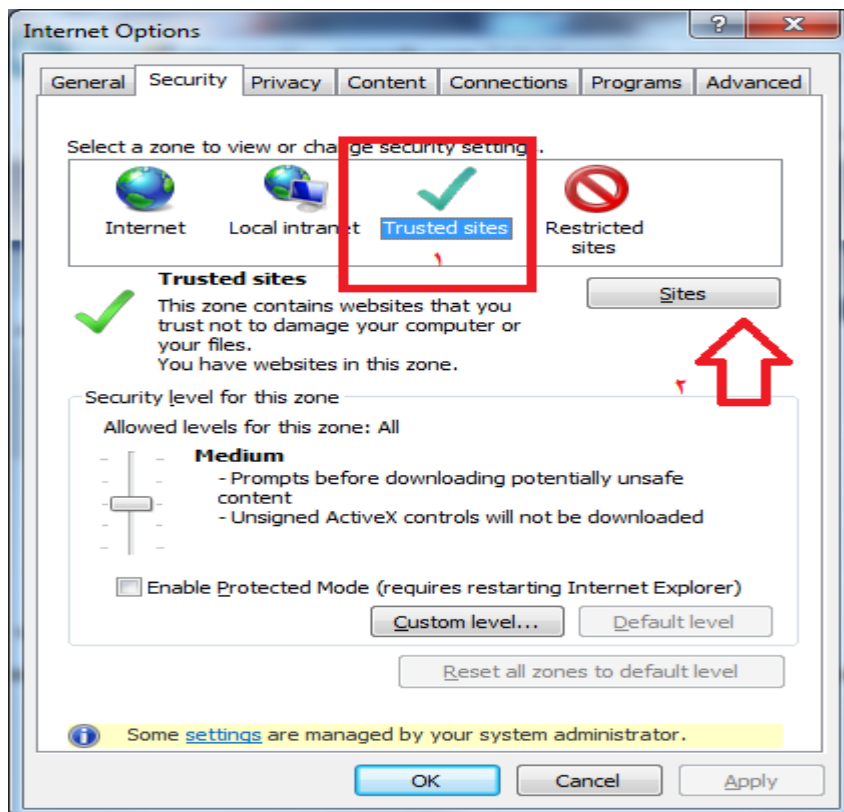 Internet Options
General Security Privacy Content Connections Programs Advanced
Select a zone to view or change security settings.
Internet Local intranet Trusted sites Restricted sites
١
Trusted sites
This zone contains websites that you
trust not to damage your computer or
your files.
You have websites in this zone.
Sites
٢
Security level for this zone
Allowed levels for this zone: All
Medium
- Prompts before downloading potentially unsafe
content
- Unsigned ActiveX controls will not be downloaded
Enable Protected Mode (requires restarting Internet Explorer)
Custom level... Default level
Reset all zones to default level
Some settings are managed by your system administrator.
OK Cancel Apply